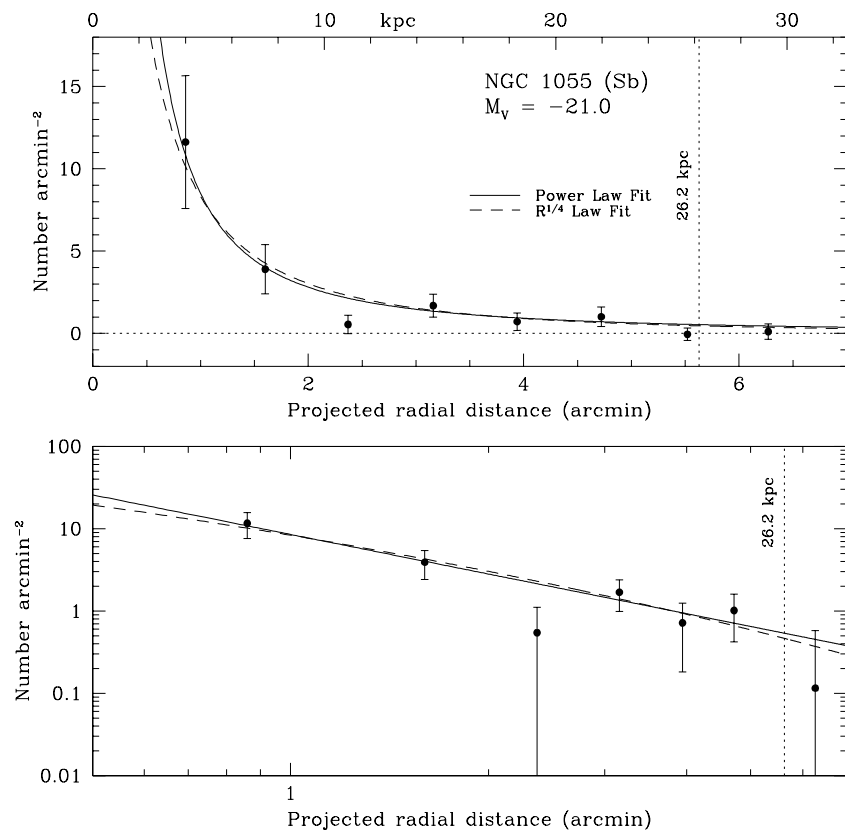 0 10 kpc 20 30
NGC 1055 (Sb)
M_V = −21.0
Power Law Fit
R^1/4 Law Fit
26.2 kpc
Number arcmin^−2
15
10
5
0
0 2 4 6
Projected radial distance (arcmin)
100
10
1
0.1
0.01
Number arcmin^−2
26.2 kpc
1
Projected radial distance (arcmin)